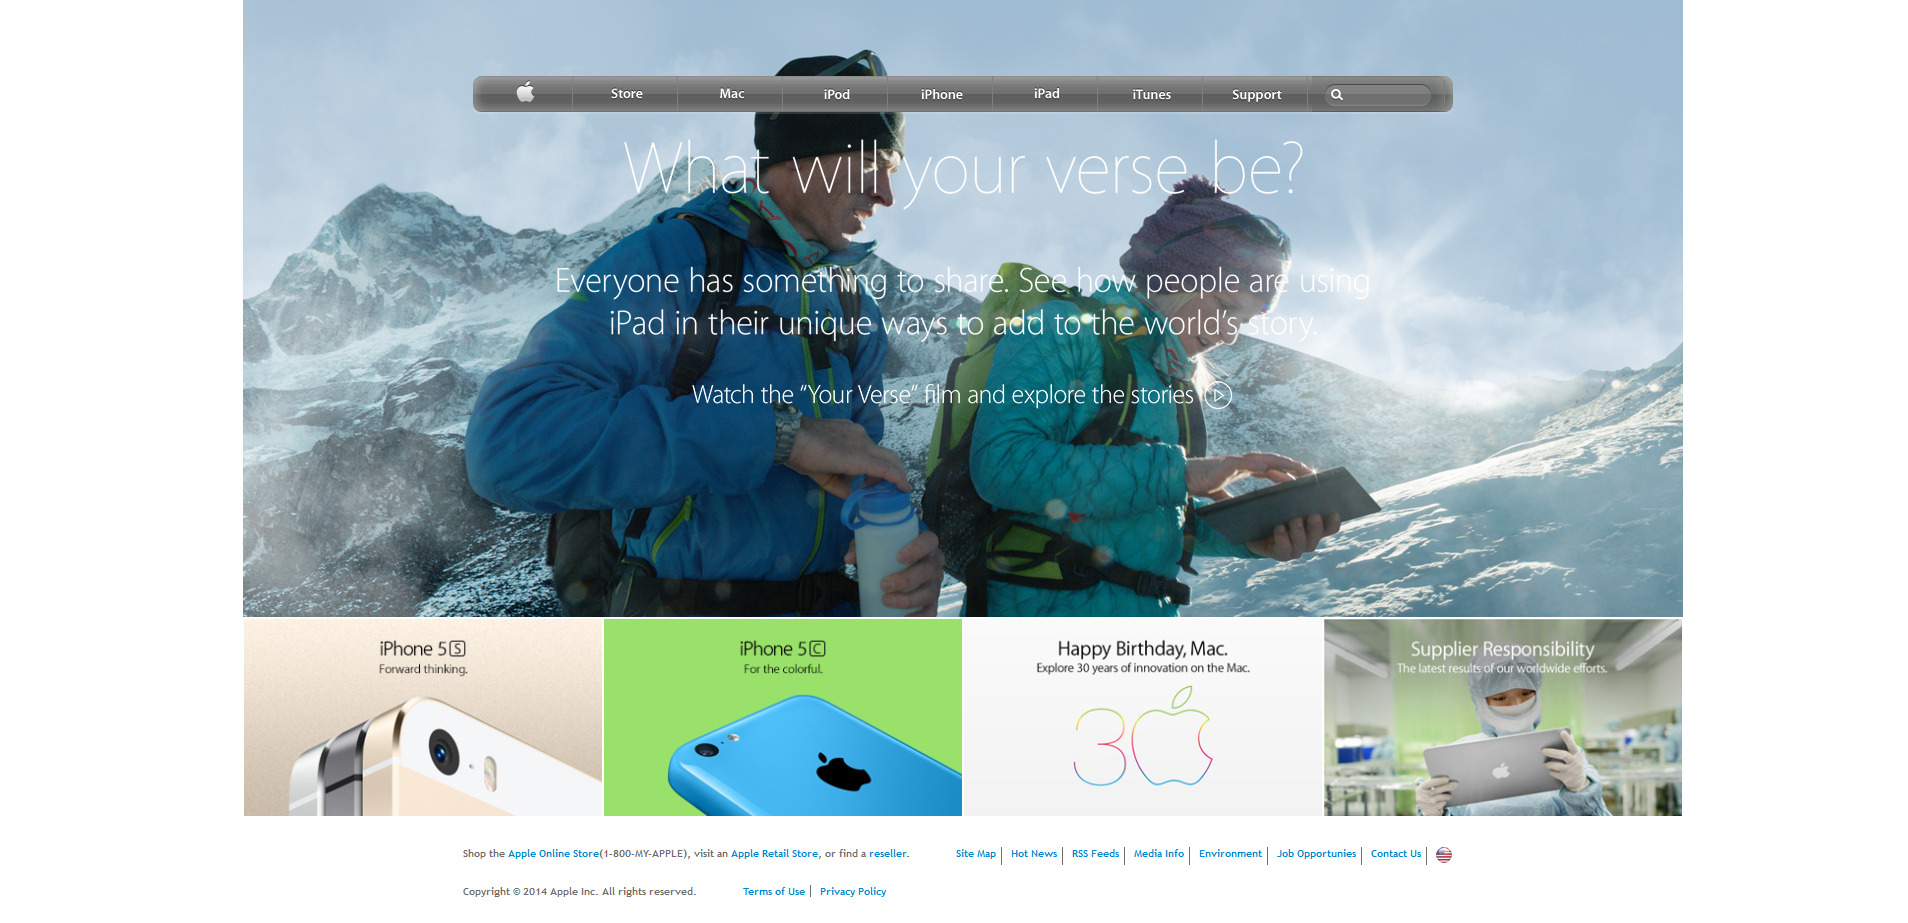 Store Mac iPod iPhone iPad iTunes Support
What will your verse be?
Everyone has something to share. See how people are using
iPad in their unique ways to add to the world's story.
Watch the “Your Verse” film and explore the stories
iPhone 5S
Forward thinking.
iPhone 5C
For the colorful.
Happy Birthday, Mac.
Explore 30 years of innovation on the Mac.
30
Supplier Responsibility
The latest results of our worldwide efforts.
Shop the Apple Online Store(1-800-MY-APPLE), visit an Apple Retail Store, or find a reseller.
Site Map Hot News RSS Feeds Media Info Environment Job Opportunies Contact Us
Copyright © 2014 Apple Inc. All rights reserved. Terms of Use Privacy Policy